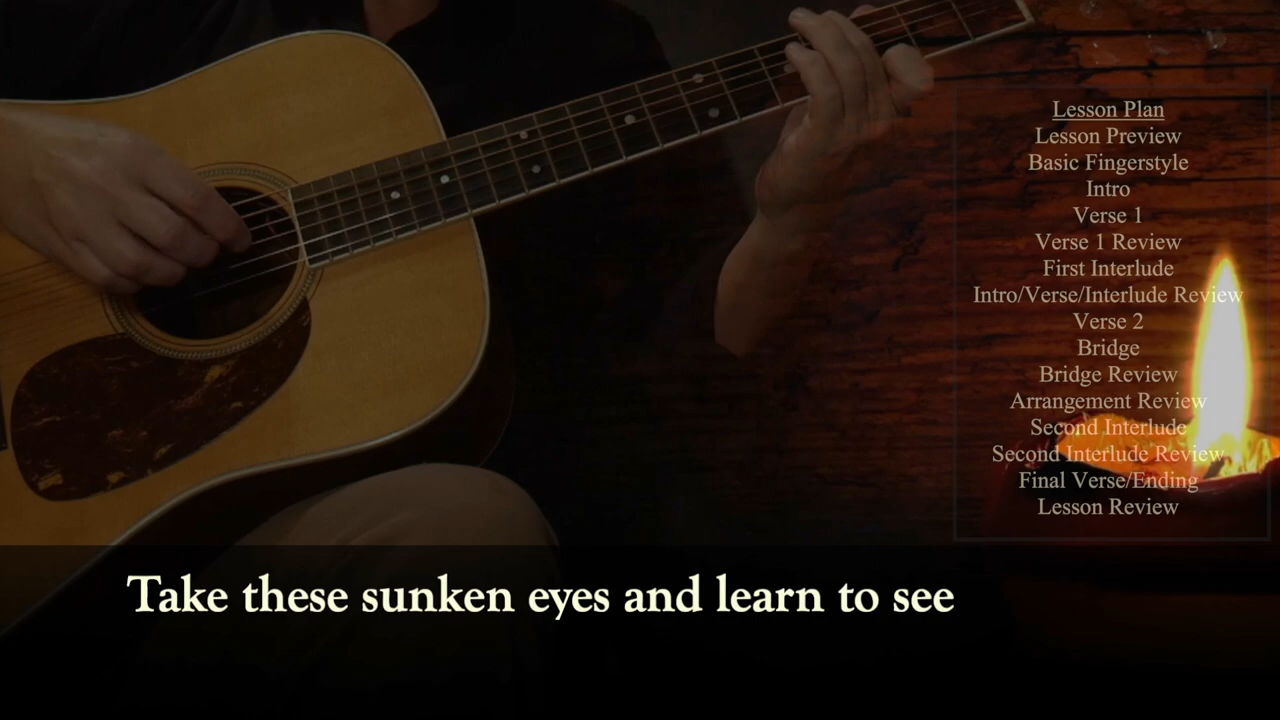 Lesson Plan
Lesson Preview
Basic Fingerstyle
Intro
Verse 1
Verse 1 Review
First Interlude
Intro/Verse/Interlude Review
Verse 2
Bridge
Bridge Review
Arrangement Review
Second Interlude
Second Interlude Review
Final Verse/Ending
Lesson Review
Take these sunken eyes and learn to see